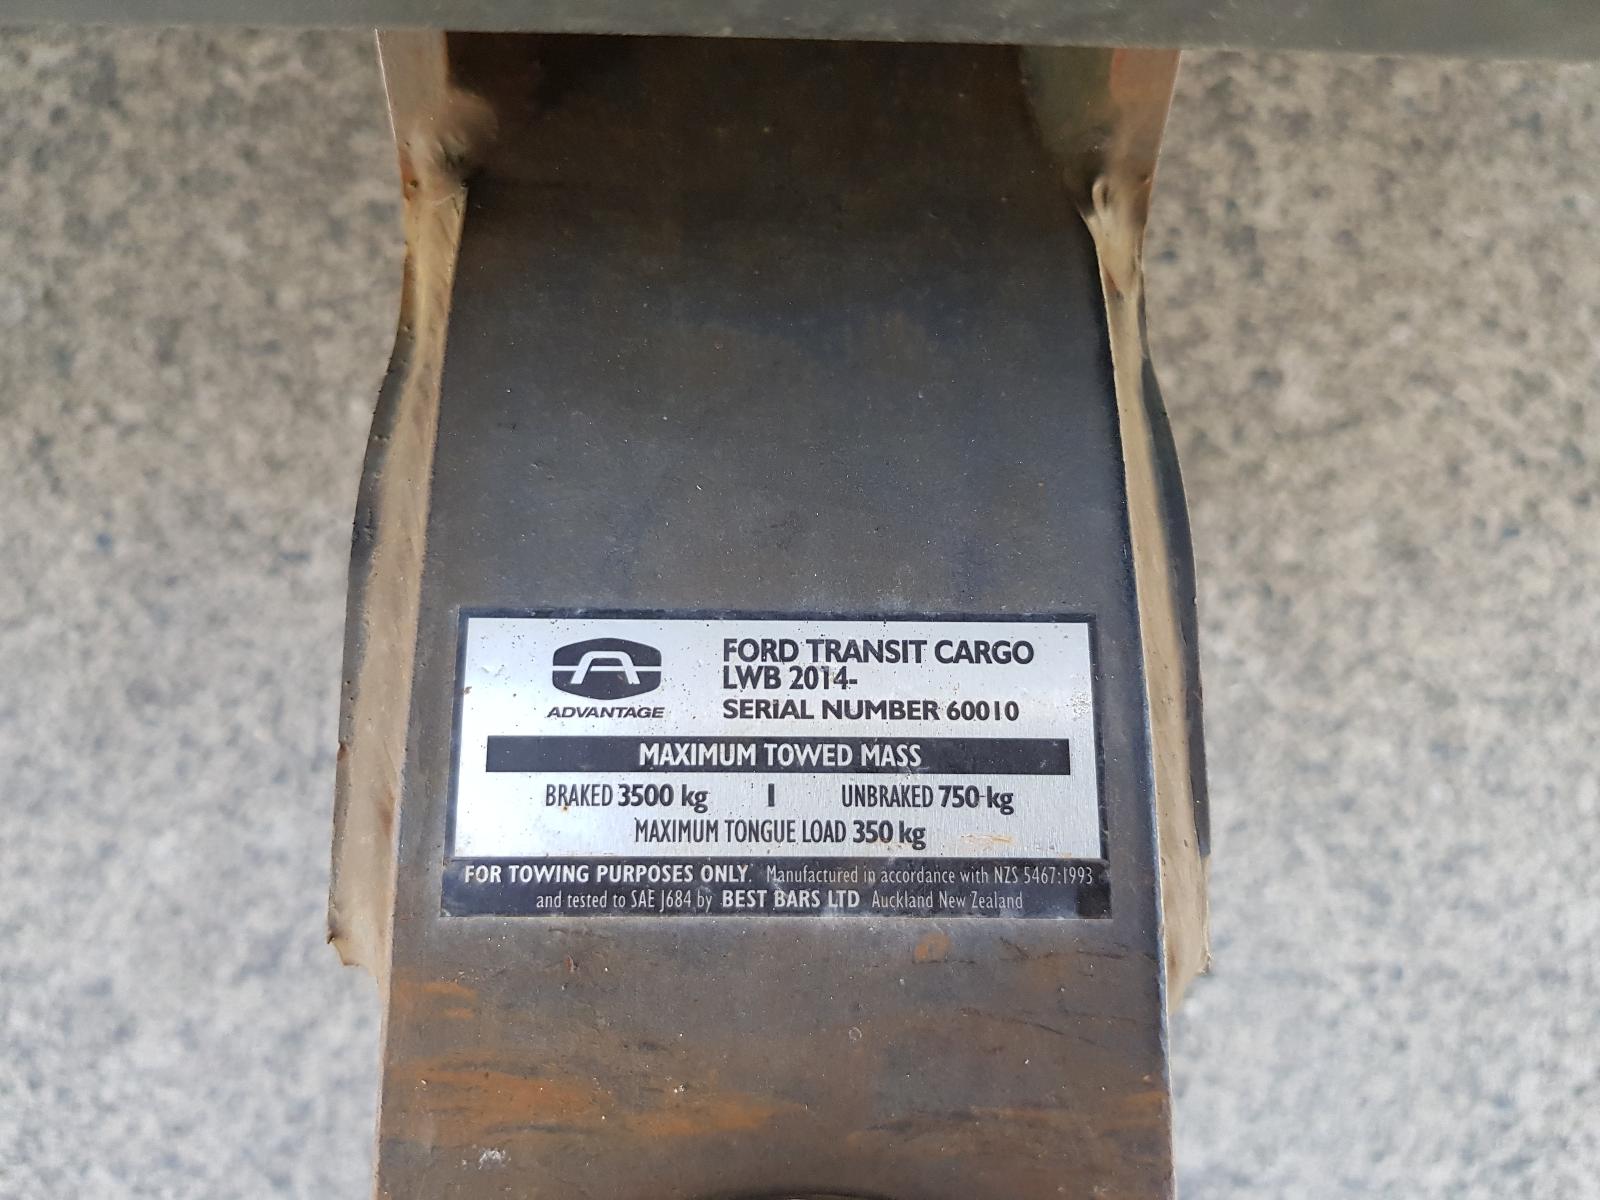 FORD TRANSIT CARGO
LWB 2014-
ADVANTAGE
SERIAL NUMBER 60010
MAXIMUM TOWED MASS
BRAKED 3500 kg | UNBRAKED 750 kg
MAXIMUM TONGUE LOAD 350 kg
FOR TOWING PURPOSES ONLY. Manufactured in accordance with NZS 5467:1993
and tested to SAE J684 by BEST BARS LTD Auckland New Zealand